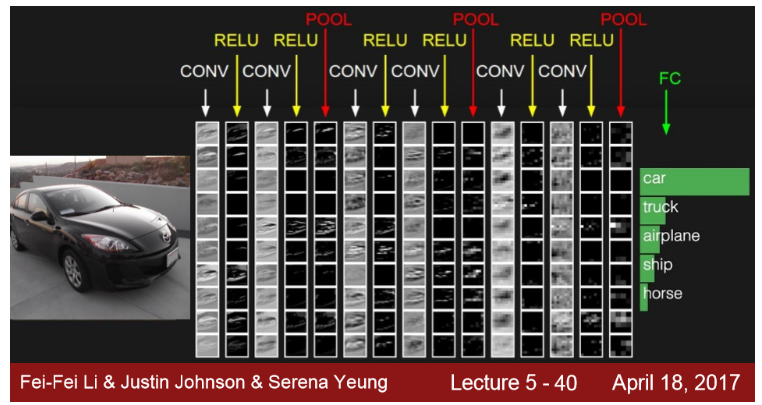 POOL POOL POOL
RELU RELU RELU RELU RELU RELU
CONV CONV CONV CONV CONV CONV
FC
car
truck
airplane
ship
horse
Fei-Fei Li & Justin Johnson & Serena Yeung Lecture 5 - 40 April 18, 2017